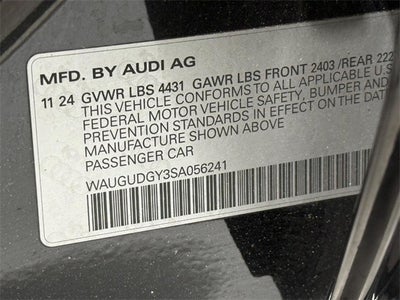 MFD. BY AUDI AG
11 24 GVWR LBS 4431 GAWR LBS FRONT 2403 /REAR 222
THIS VEHICLE CONFORMS TO ALL APPLICABLE U.S
FEDERAL MOTOR VEHICLE SAFETY, BUMPER AND
PREVENTION STANDARDS IN EFFECT ON THE DATE
MANUFACTURE SHOWN ABOVE
PASSENGER CAR
WAUGUDGY3SA056241